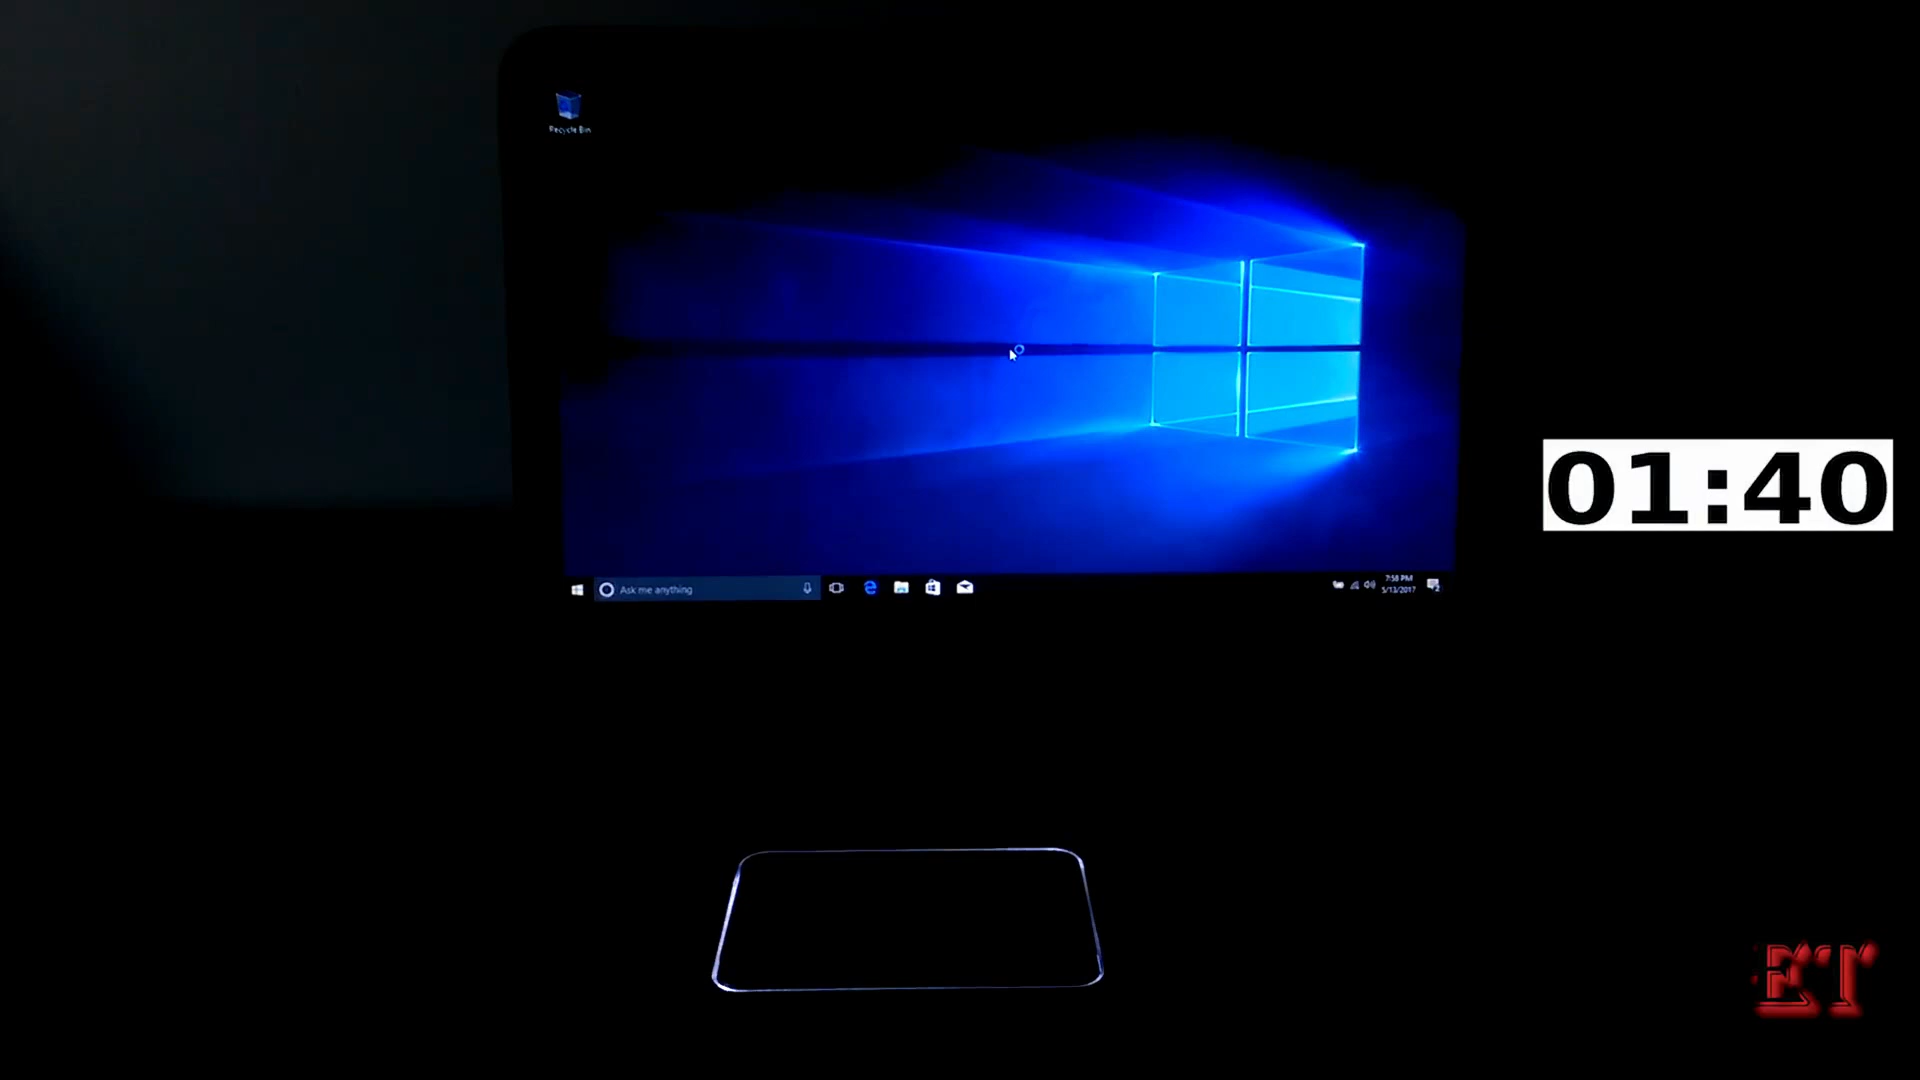 Recycle Bin
01:40
Ask me anything
7:58 PM
5/13/2017
ET